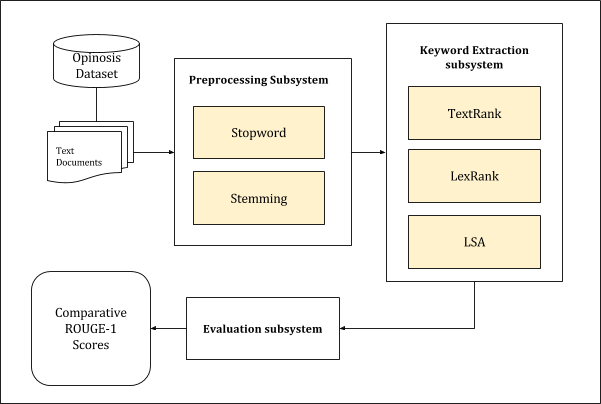 Opinosis
Dataset
Text
Documents
Preprocessing Subsystem
Stopword
Stemming
Keyword Extraction
subsystem
TextRank
LexRank
LSA
Evaluation subsystem
Comparative
ROUGE-1
Scores